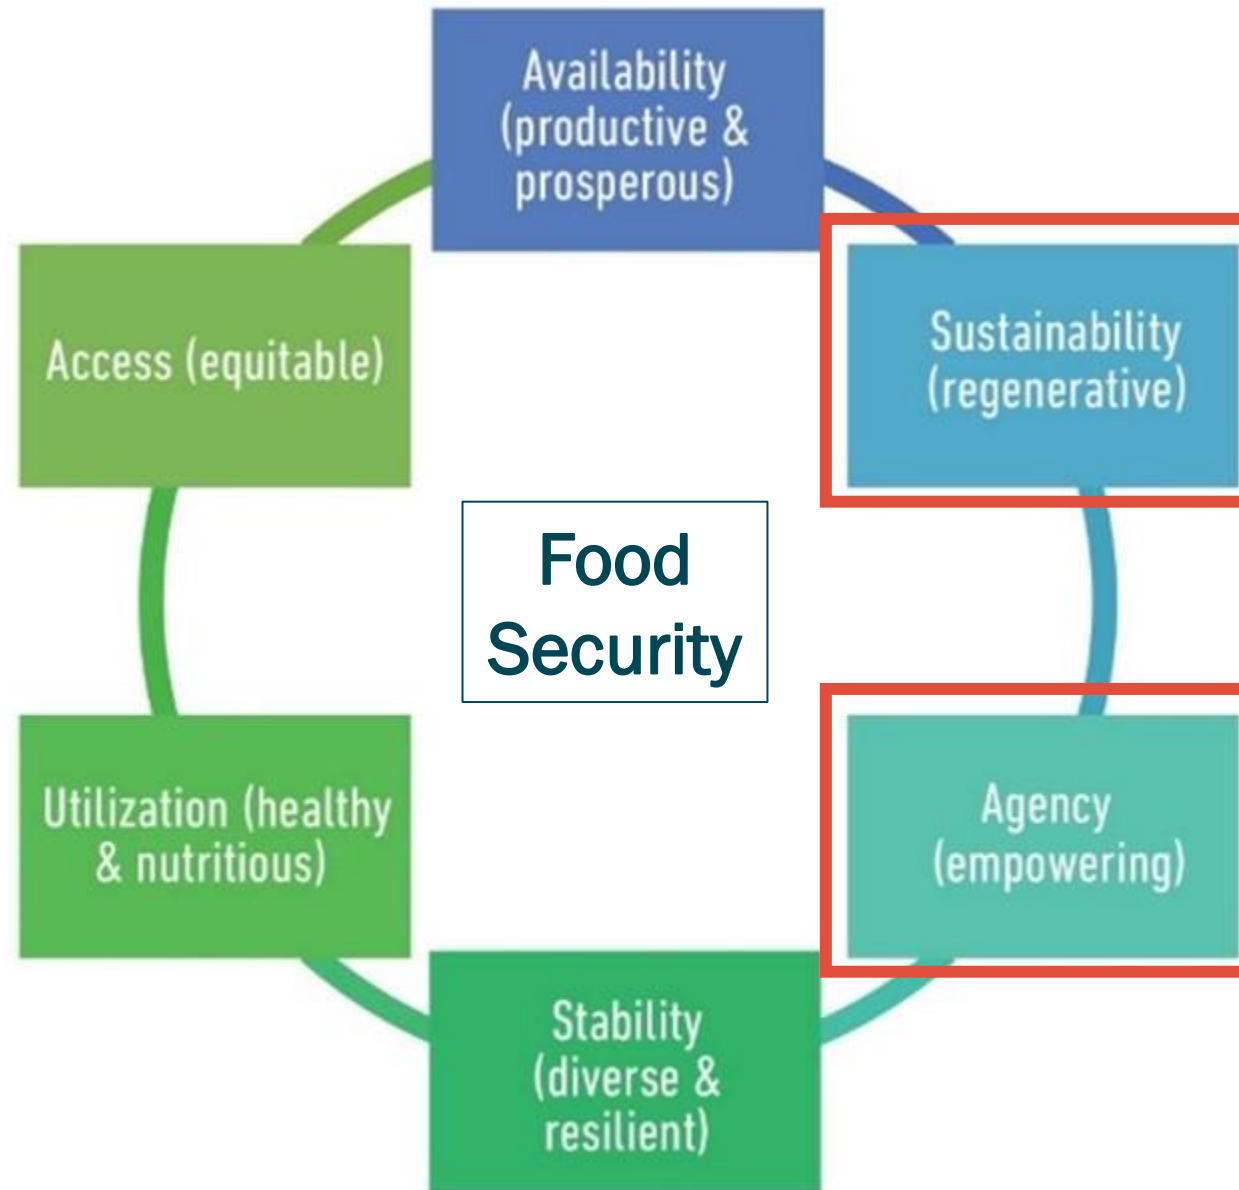 Availability
(productive &
prosperous)
Sustainability
(regenerative)
Agency
(empowering)
Stability
(diverse &
resilient)
Utilization (healthy
& nutritious)
Access (equitable)
Food
Security